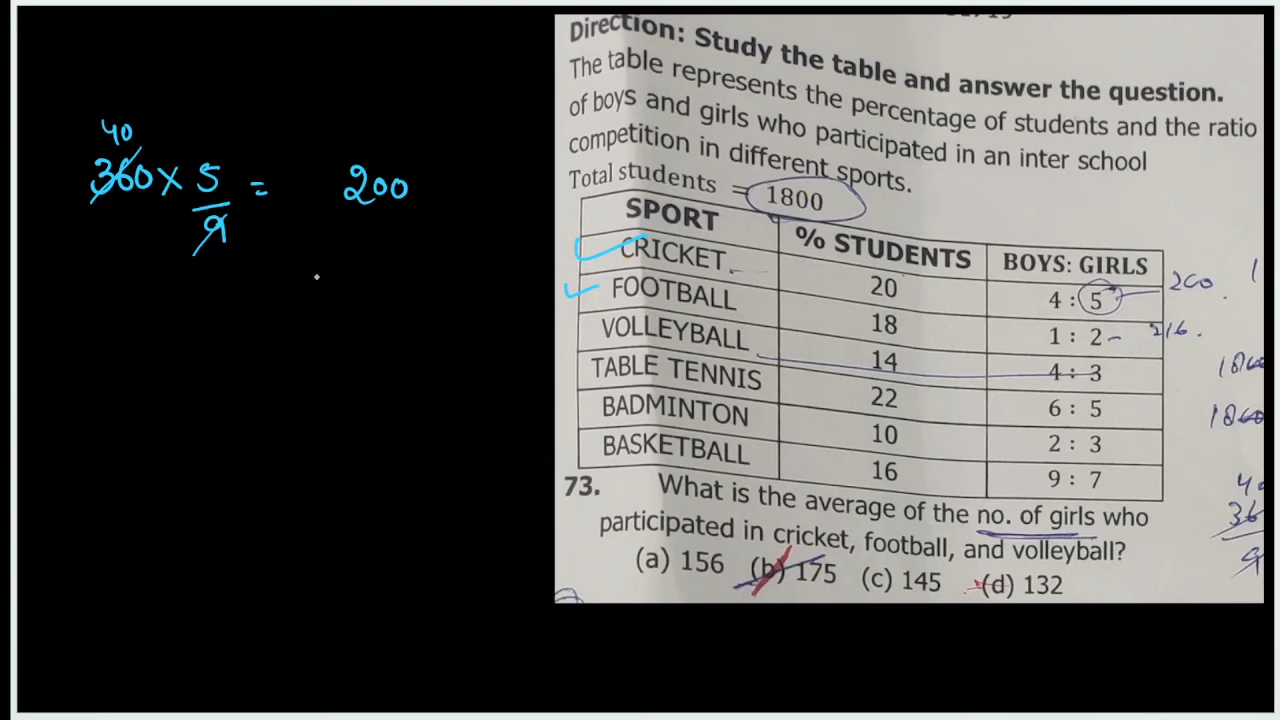 40
360 × 5 = 200
9
Direction: Study the table and answer the question.
The table represents the percentage of students and the ratio
of boys and girls who participated in an inter school
competition in different sports.
Total students = 1800
SPORT % STUDENTS BOYS: GIRLS
CRICKET 20 4 : 5 200
FOOTBALL 18 1 : 2 216
VOLLEYBALL 14 4 : 3
TABLE TENNIS 22 6 : 5
BADMINTON 10 2 : 3
BASKETBALL 16 9 : 7
73. What is the average of the no. of girls who
participated in cricket, football, and volleyball?
(a) 156 (b) 175 (c) 145 (d) 132